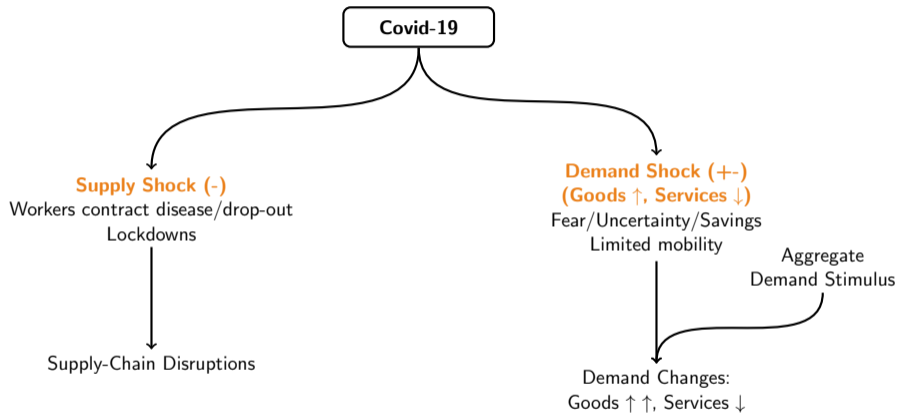 Covid-19
Supply Shock (-)
Workers contract disease/drop-out
Lockdowns
Supply-Chain Disruptions
Demand Shock (+-)
(Goods ↑, Services ↓)
Fear/Uncertainty/Savings
Limited mobility
Aggregate
Demand Stimulus
Demand Changes:
Goods ↑ ↑, Services ↓